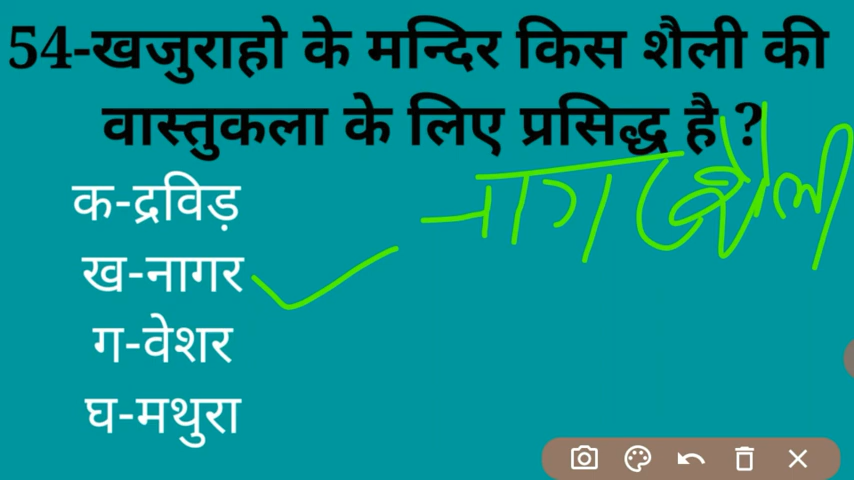 54-खजुराहो के मन्दिर किस शैली की
वास्तुकला के लिए प्रसिद्ध है ?
नागर शैली
क-द्रविड़
ख-नागर
ग-वेशर
घ-मथुरा